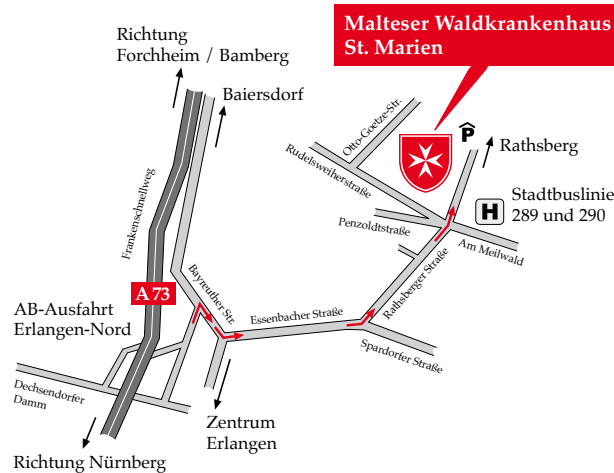 Malteser Waldkrankenhaus
St. Marien
Richtung
Forchheim / Bamberg
Baiersdorf
Otto-Goetze-Str.
Rudelsweiherstraße
P
Rathsberg
H
Stadtbuslinie
289 und 290
Penzoldtstraße
Am Meilwald
Frankenschnellweg
A 73
Bayreuther Str.
Rathsberger Straße
AB-Ausfahrt
Erlangen-Nord
Essenbacher Straße
Spardorfer Straße
Dechsendorfer
Damm
Zentrum
Erlangen
Richtung Nürnberg